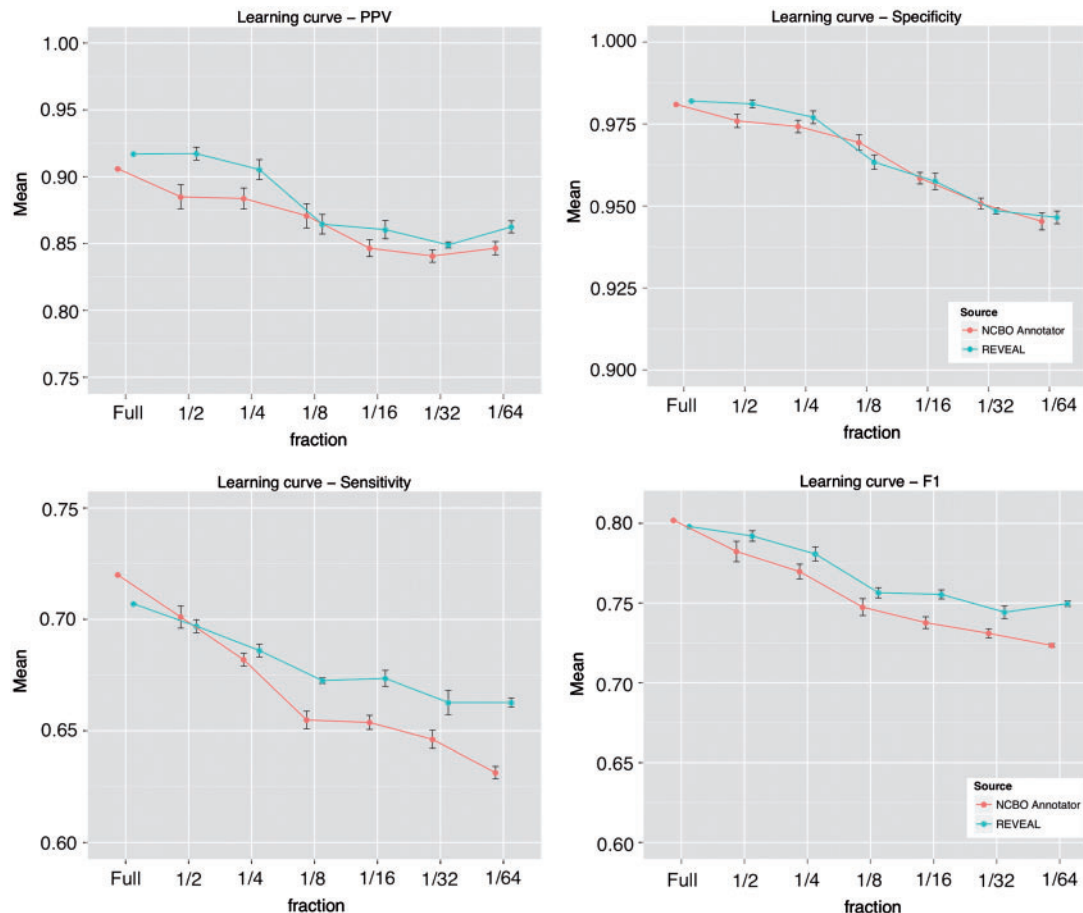 Learning curve – PPV
1.00
0.95
0.90
0.85
0.80
0.75
Mean
Full 1/2 1/4 1/8 1/16 1/32 1/64
fraction
Learning curve – Specificity
1.000
0.975
0.950
0.925
0.900
Mean
Source
NCBO Annotator
REVEAL
Full 1/2 1/4 1/8 1/16 1/32 1/64
fraction
Learning curve – Sensitivity
0.75
0.70
0.65
0.60
Mean
Full 1/2 1/4 1/8 1/16 1/32 1/64
fraction
Learning curve – F1
0.80
0.75
0.70
0.65
0.60
Mean
Source
NCBO Annotator
REVEAL
Full 1/2 1/4 1/8 1/16 1/32 1/64
fraction